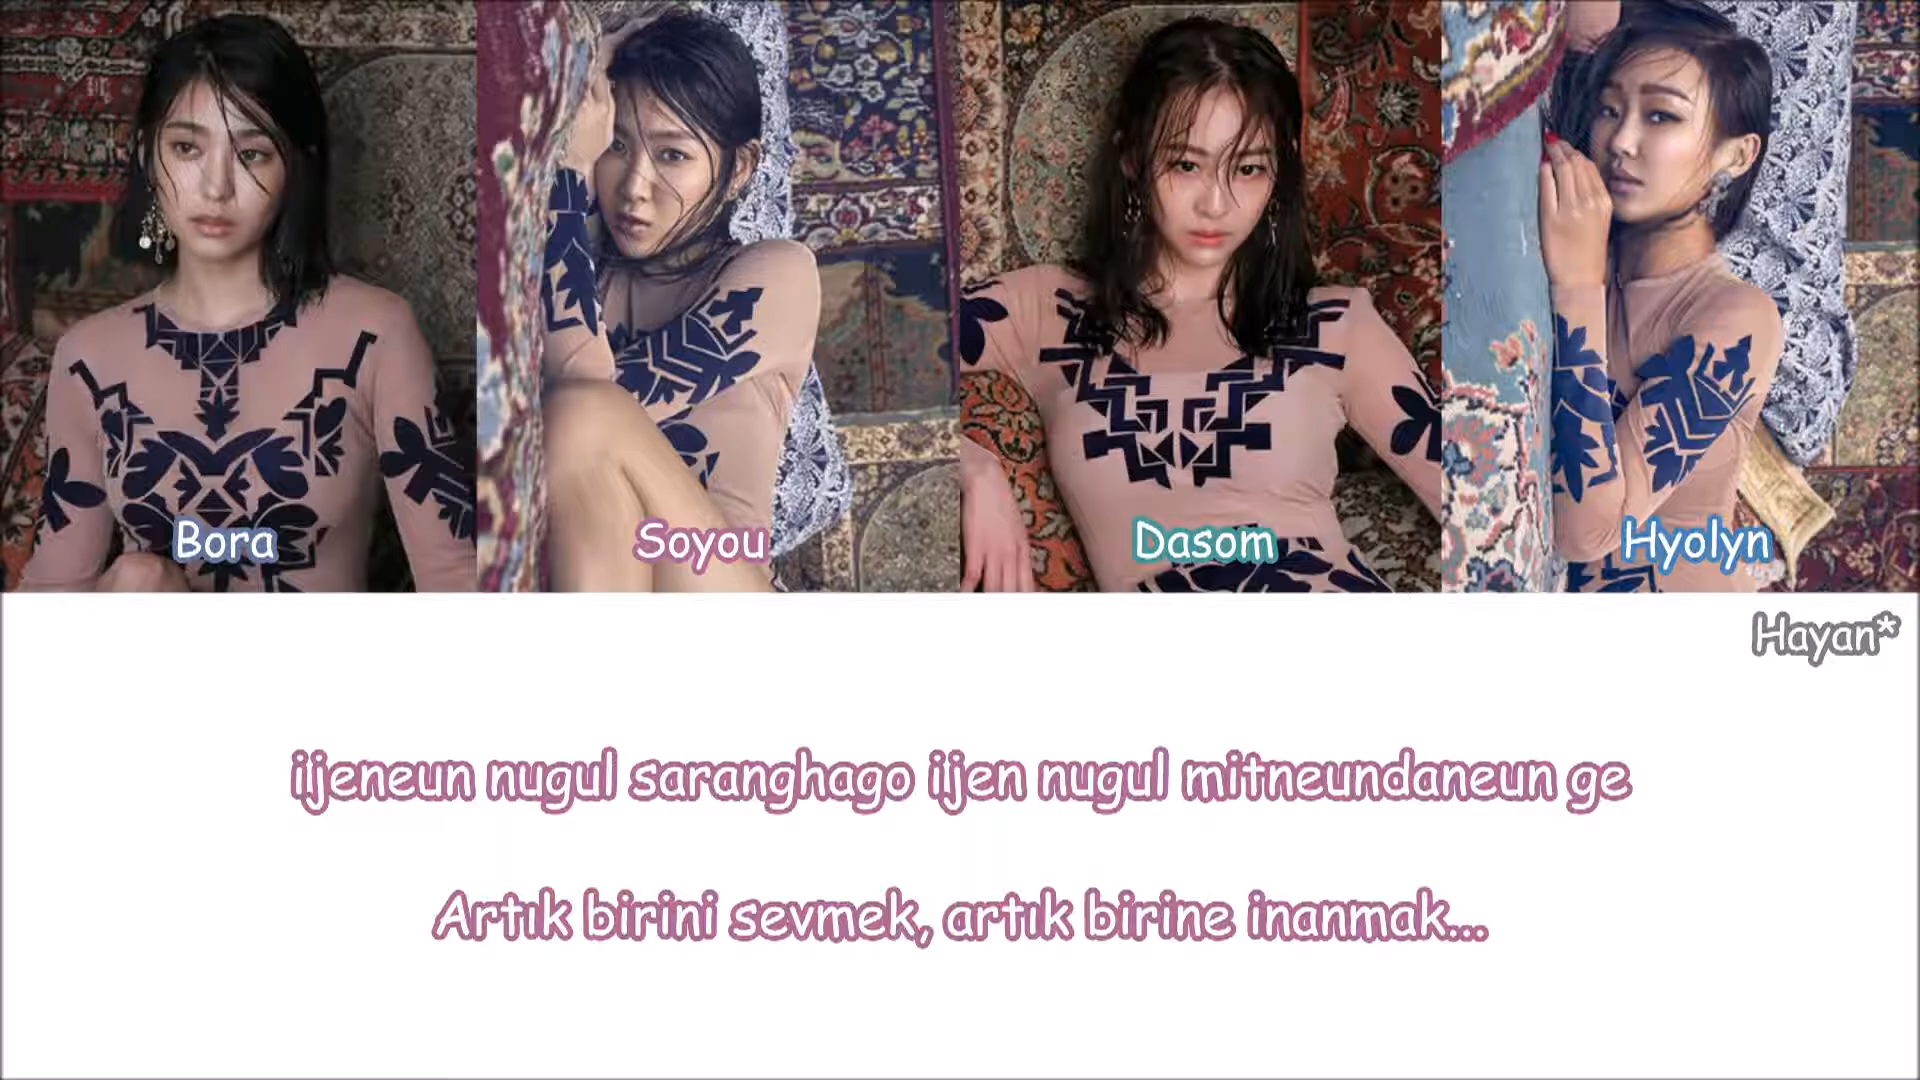 Bora
Soyou
Dasom
Hyolyn
Hayan*
ijeneun nugul saranghago ijen nugul mitneundaneun ge
Artık birini sevmek, artık birine inanmak...